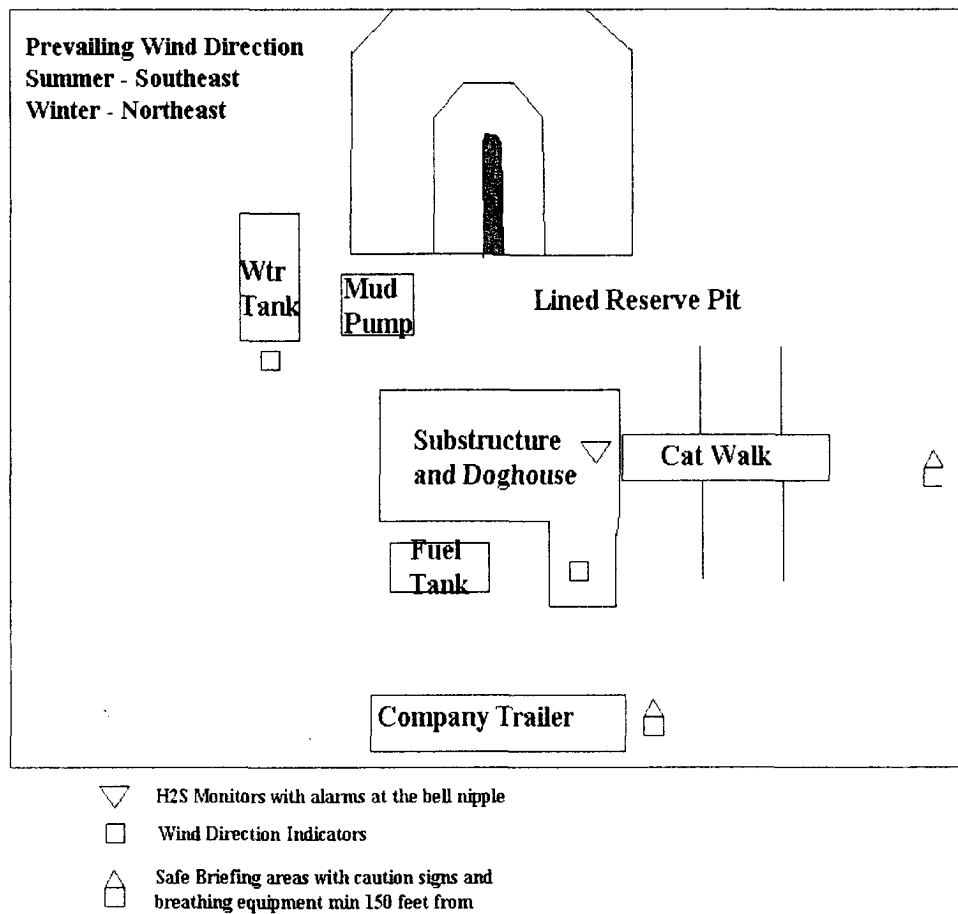 Prevailing Wind Direction
Summer - Southeast
Winter - Northeast
Wtr
Tank
Mud
Pump
Lined Reserve Pit
Substructure
and Doghouse
Cat Walk
Fuel
Tank
Company Trailer
H2S Monitors with alarms at the bell nipple
Wind Direction Indicators
Safe Briefing areas with caution signs and
breathing equipment min 150 feet from